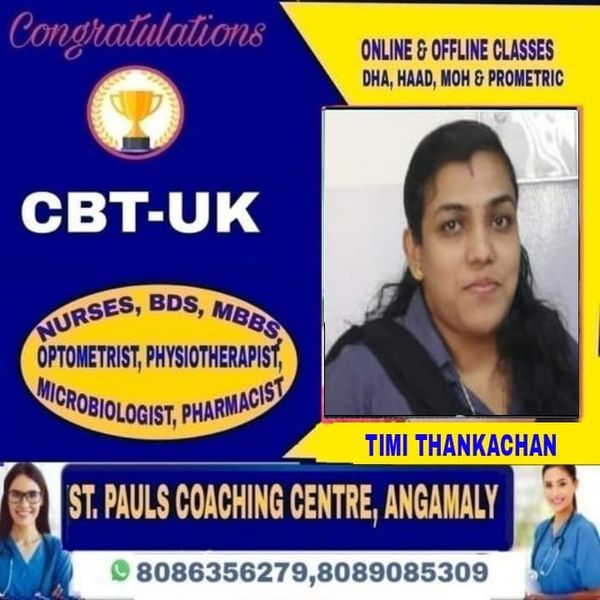 Congratulations
ONLINE & OFFLINE CLASSES
DHA, HAAD, MOH & PROMETRIC
CBT-UK
NURSES, BDS, MBBS,
OPTOMETRIST, PHYSIOTHERAPIST,
MICROBIOLOGIST, PHARMACIST
TIMI THANKACHAN
ST. PAULS COACHING CENTRE, ANGAMALY
8086356279,8089085309